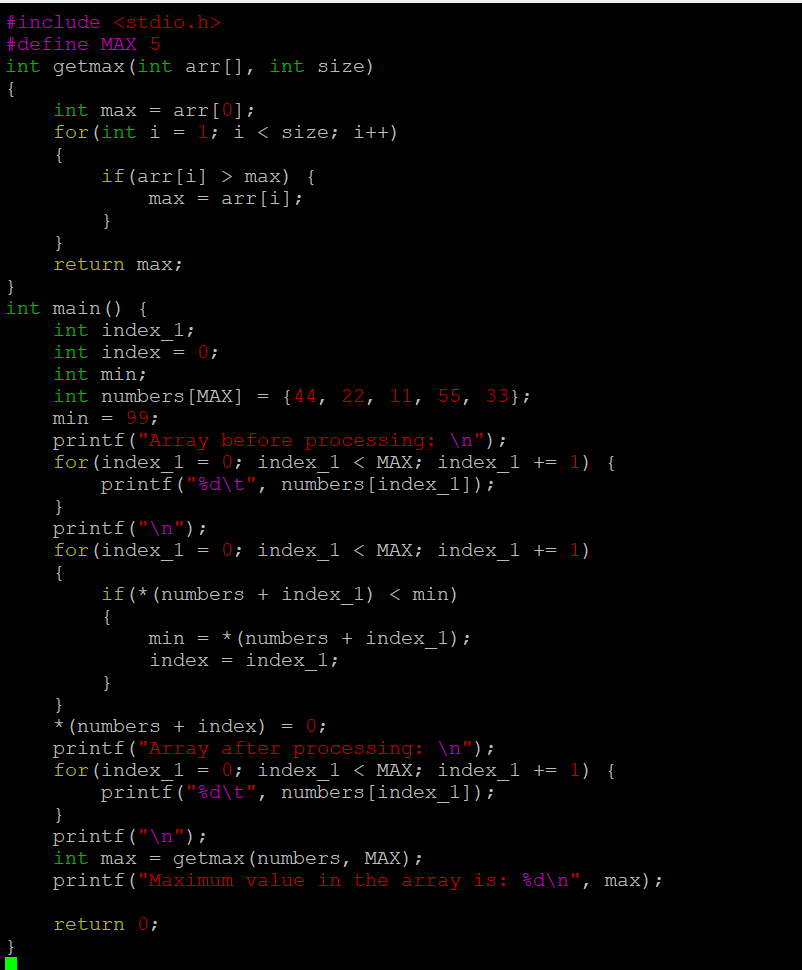 #include <stdio.h>
#define MAX 5
int getmax(int arr[], int size)
{
    int max = arr[0];
    for(int i = 1; i < size; i++)
    {
        if(arr[i] > max) {
            max = arr[i];
        }
    }
    return max;
}
int main() {
    int index_1;
    int index = 0;
    int min;
    int numbers[MAX] = {44, 22, 11, 55, 33};
    min = 99;
    printf("Array before processing: \n");
    for(index_1 = 0; index_1 < MAX; index_1 += 1) {
        printf("%d\t", numbers[index_1]);
    }
    printf("\n");
    for(index_1 = 0; index_1 < MAX; index_1 += 1)
    {
        if(*(numbers + index_1) < min)
        {
            min = *(numbers + index_1);
            index = index_1;
        }
    }
    *(numbers + index) = 0;
    printf("Array after processing: \n");
    for(index_1 = 0; index_1 < MAX; index_1 += 1) {
        printf("%d\t", numbers[index_1]);
    }
    printf("\n");
    int max = getmax(numbers, MAX);
    printf("Maximum value in the array is: %d\n", max);

    return 0;
}